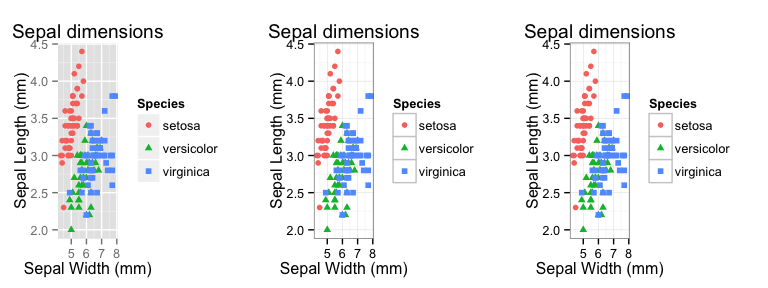 Sepal dimensions
Sepal Length (mm)
4.5
4.0
3.5
3.0
2.5
2.0
5 6 7 8
Sepal Width (mm)
Species
setosa
versicolor
virginica
Sepal dimensions
Sepal Length (mm)
4.5
4.0
3.5
3.0
2.5
2.0
5 6 7 8
Sepal Width (mm)
Species
setosa
versicolor
virginica
Sepal dimensions
Sepal Length (mm)
4.5
4.0
3.5
3.0
2.5
2.0
5 6 7 8
Sepal Width (mm)
Species
setosa
versicolor
virginica